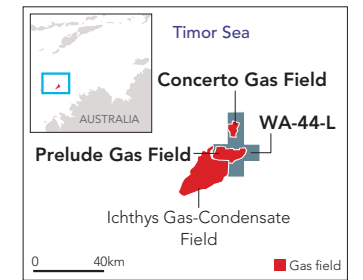 Timor Sea
Concerto Gas Field
AUSTRALIA
WA-44-L
Prelude Gas Field
Ichthys Gas-Condensate
Field
0 40km
Gas field